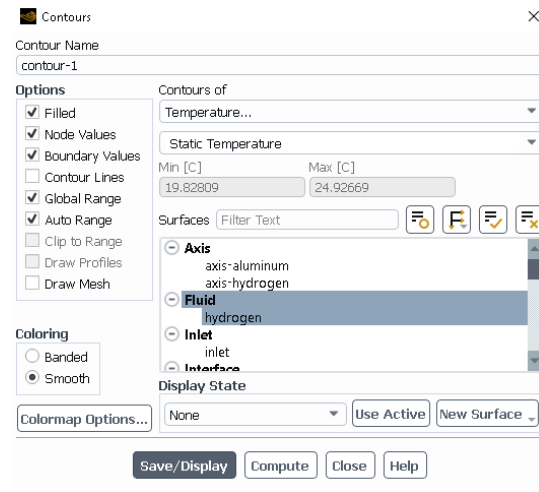 Contours
Contour Name
contour-1
Options
Filled
Node Values
Boundary Values
Contour Lines
Global Range
Auto Range
Clip to Range
Draw Profiles
Draw Mesh
Coloring
Banded
Smooth
Colormap Options...
Contours of
Temperature...
Static Temperature
Min [C] Max [C]
19.82809 24.92669
Surfaces Filter Text
Axis
axis-aluminum
axis-hydrogen
Fluid
hydrogen
Inlet
inlet
Interface
Display State
None Use Active New Surface
Save/Display Compute Close Help